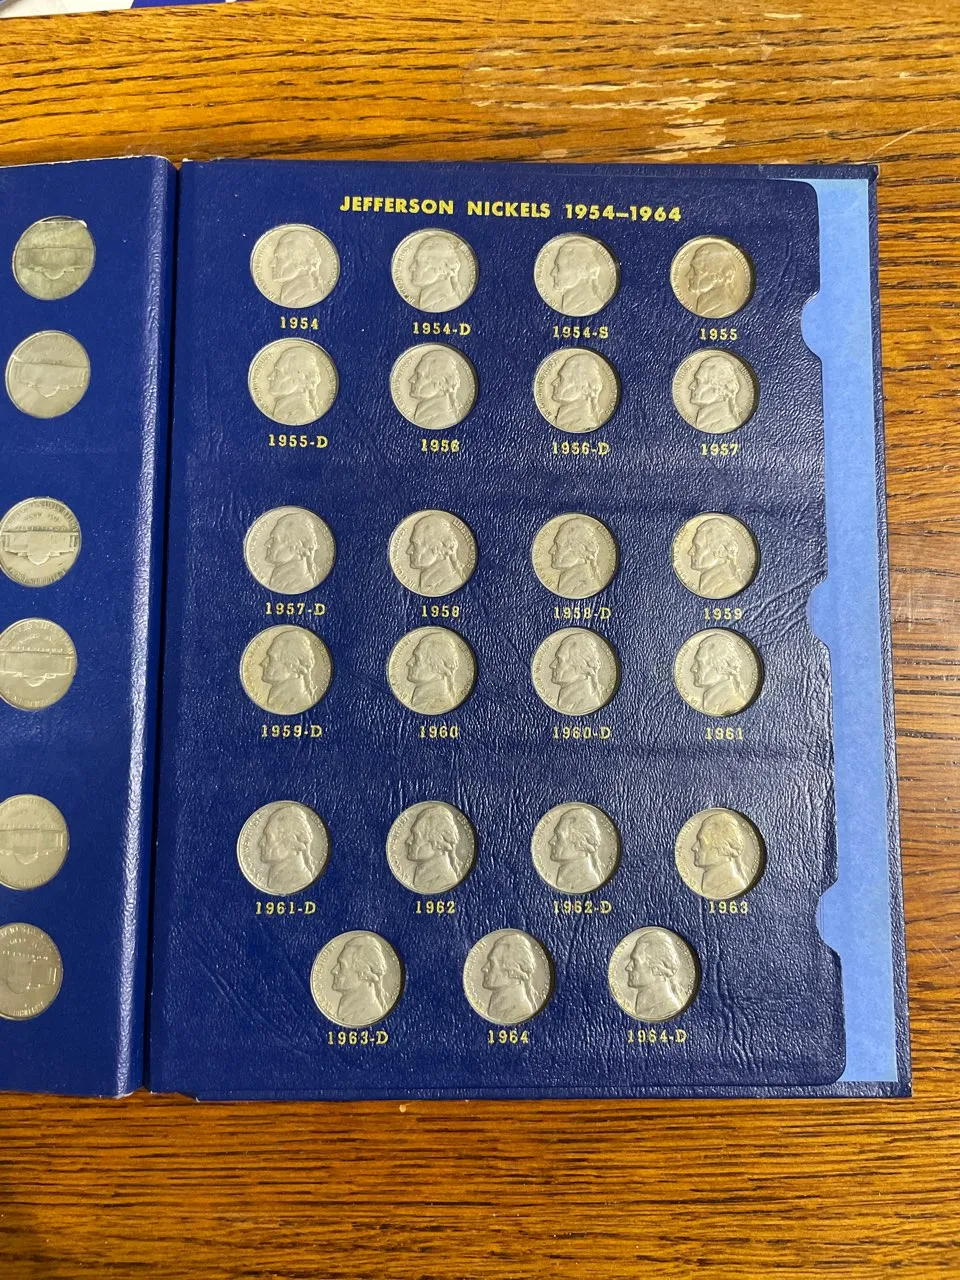 JEFFERSON NICKELS 1954–1964
1954 1954-D 1954-S 1955
1955-D 1956 1956-D 1957
1957-D 1958 1958-D 1959
1959-D 1960 1960-D 1961
1961-D 1962 1962-D 1963
1963-D 1964 1964-D